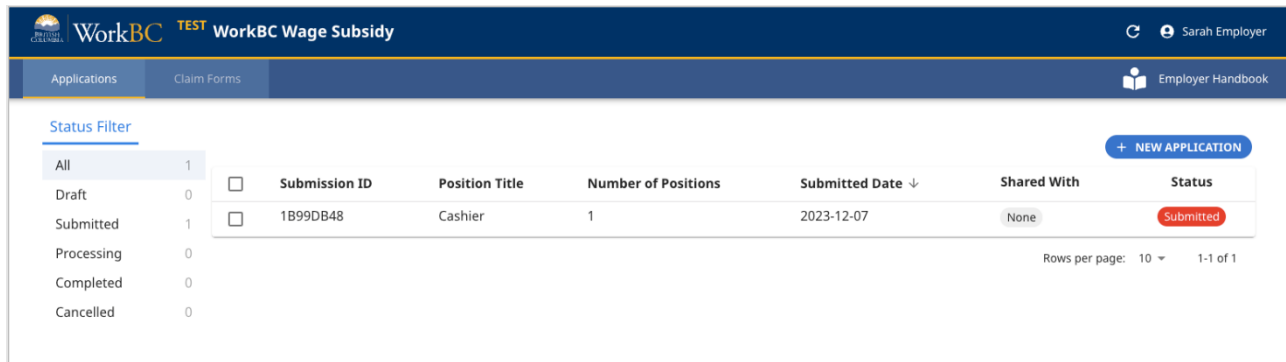 BRITISH COLUMBIA WorkBC TEST WorkBC Wage Subsidy Sarah Employer
Applications Claim Forms Employer Handbook
Status Filter
+ NEW APPLICATION
All 1
Draft 0
Submitted 1
Processing 0
Completed 0
Cancelled 0
Submission ID Position Title Number of Positions Submitted Date ↓ Shared With Status
1B99DB48 Cashier 1 2023-12-07 None Submitted
Rows per page: 10 1-1 of 1